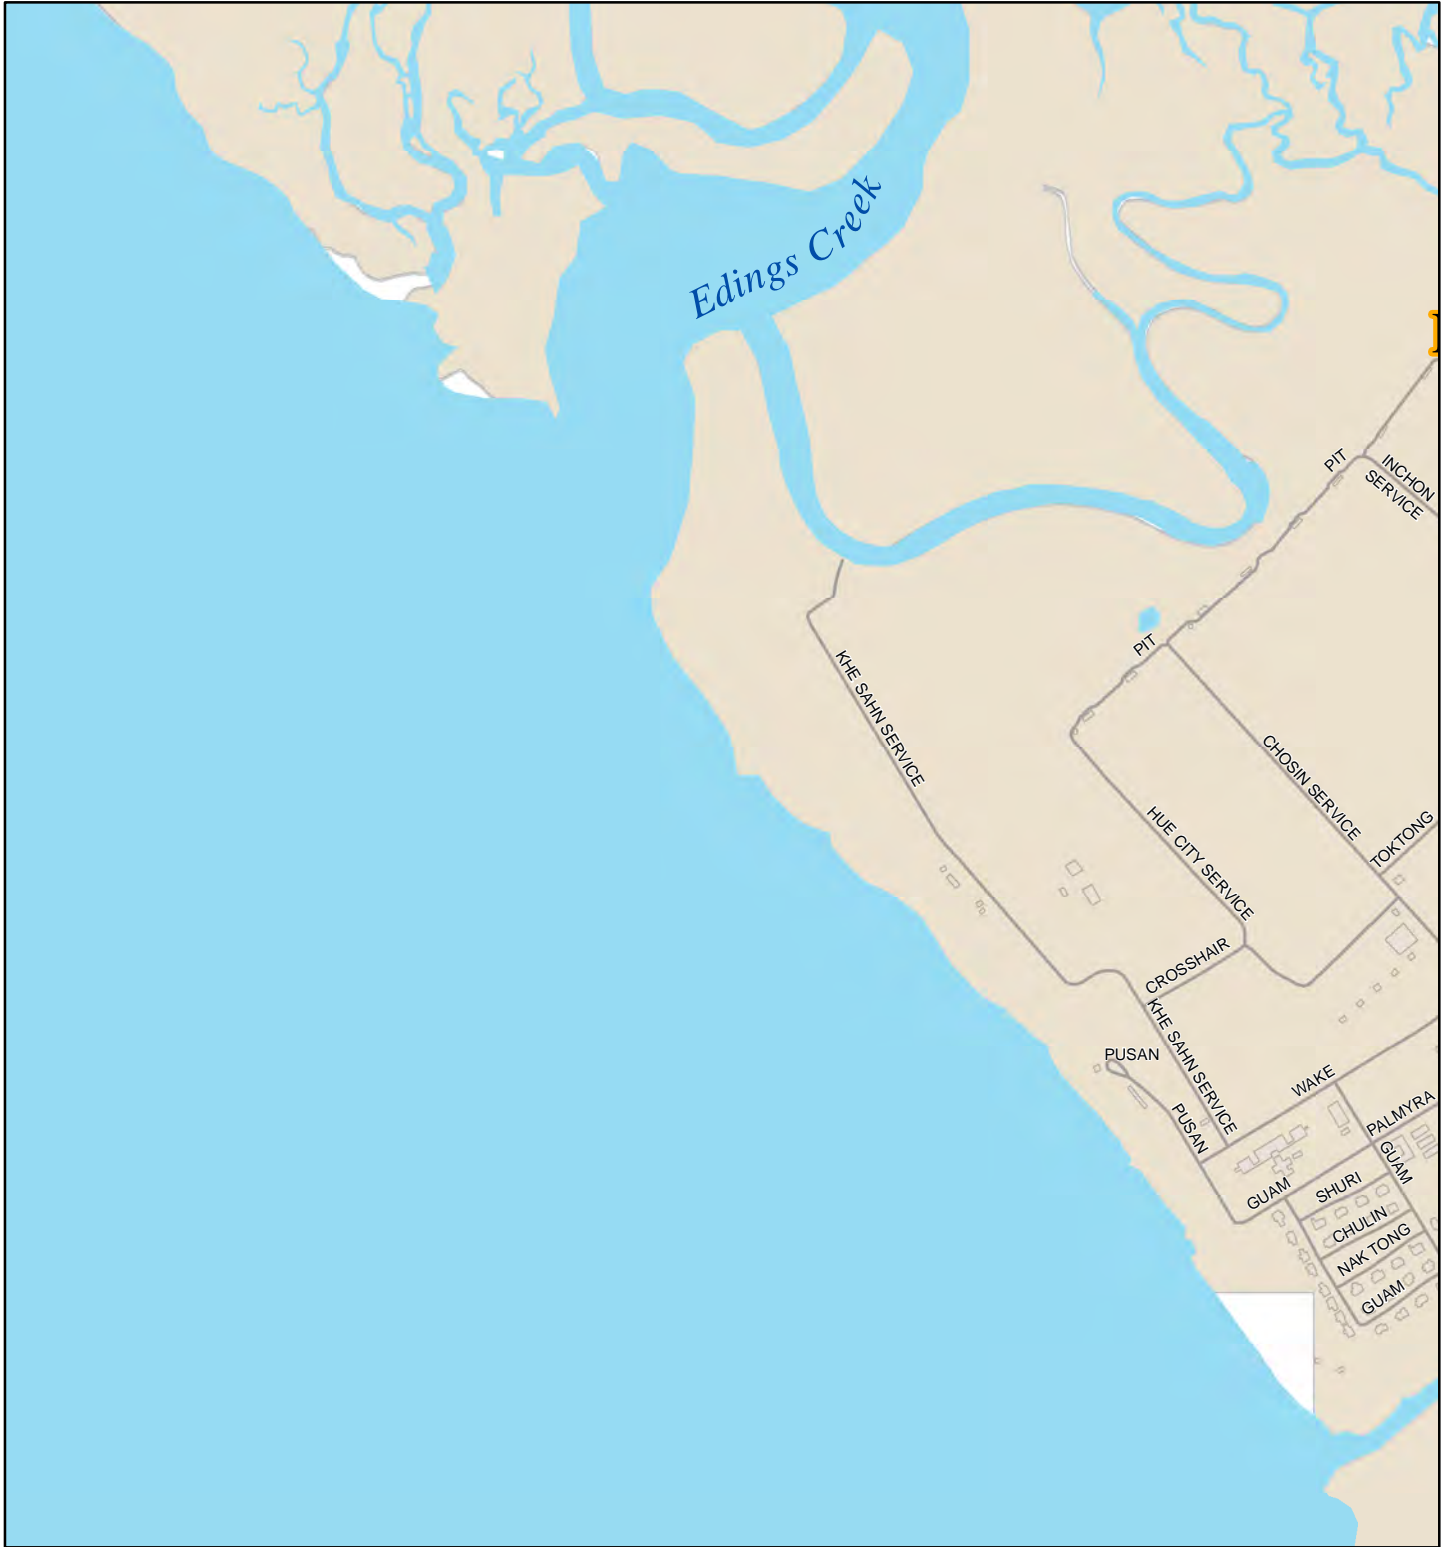 Edings Creek
PIT
INCHON
SERVICE
PIT
KHE SAHN SERVICE
CHOSIN SERVICE
HUE CITY SERVICE
TOKTONG
CROSSHAIR
KHE SAHN SERVICE
PUSAN
WAKE
PUSAN
PALMYRA
GUAM
GUAM
SHURI
CHULIN
NAK TONG
GUAM